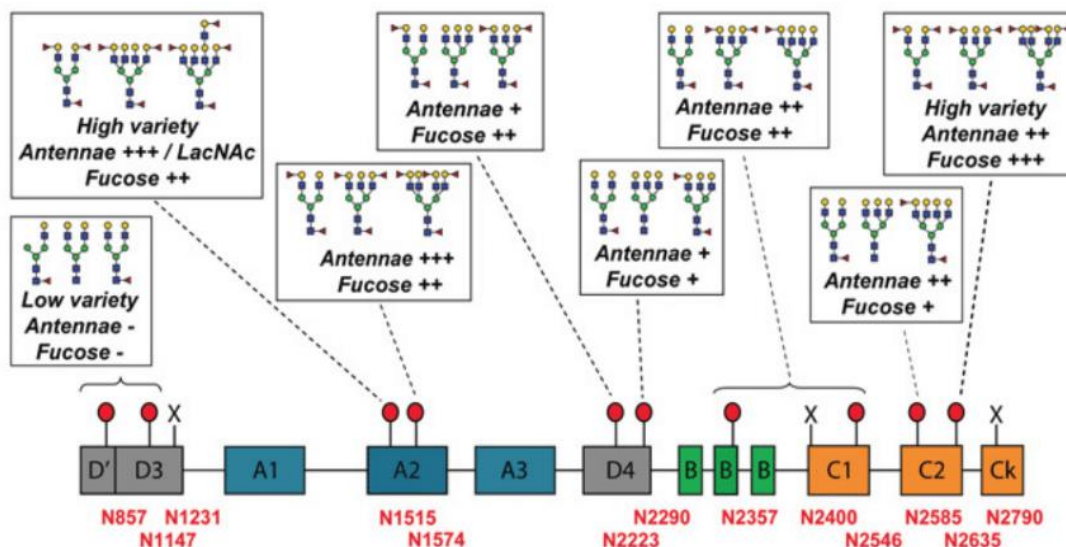 High variety
Antennae +++ / LacNAc
Fucose ++
Antennae +
Fucose ++
Antennae ++
Fucose ++
High variety
Antennae ++
Fucose +++
Low variety
Antennae -
Fucose -
Antennae +++
Fucose ++
Antennae +
Fucose +
Antennae ++
Fucose +
X X X
D' D3 A1 A2 A3 D4 B B B C1 C2 Ck
N857 N1231 N1515 N2290 N2357 N2400 N2585 N2790
N1147 N1574 N2223 N2546 N2635